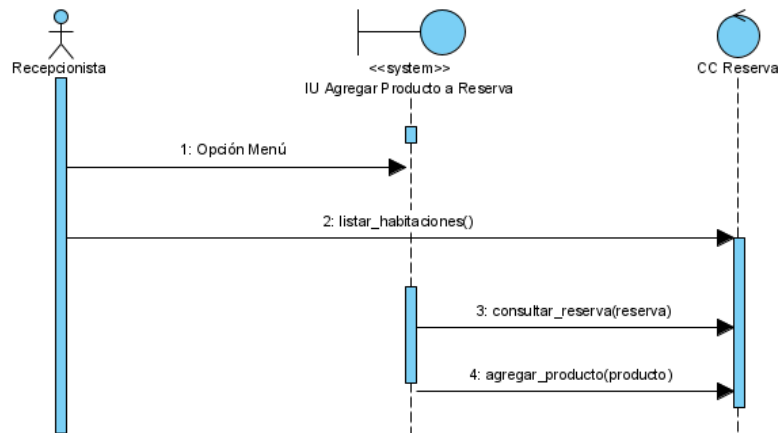 Recepcionista
<<system>>
IU Agregar Producto a Reserva
CC Reserva
1: Opción Menú
2: listar_habitaciones()
3: consultar_reserva(reserva)
4: agregar_producto(producto)